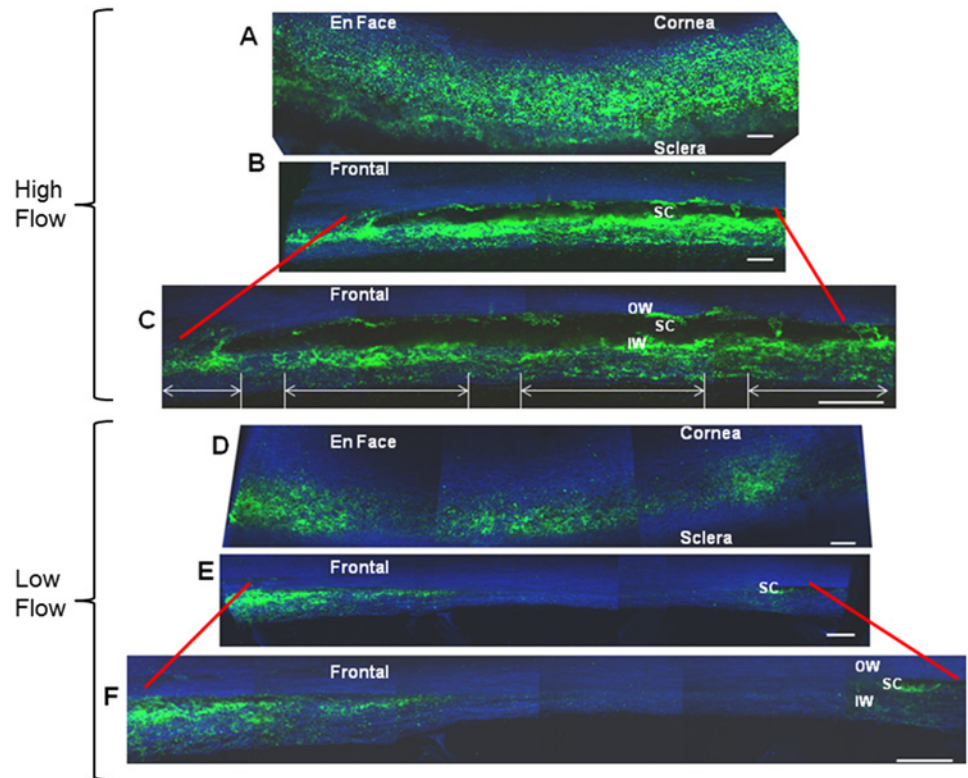 A
En Face
Cornea
Sclera
High
Flow
B
Frontal
SC
C
Frontal
OW
SC
IW
D
En Face
Cornea
Sclera
Low
Flow
E
Frontal
SC
F
Frontal
OW
SC
IW